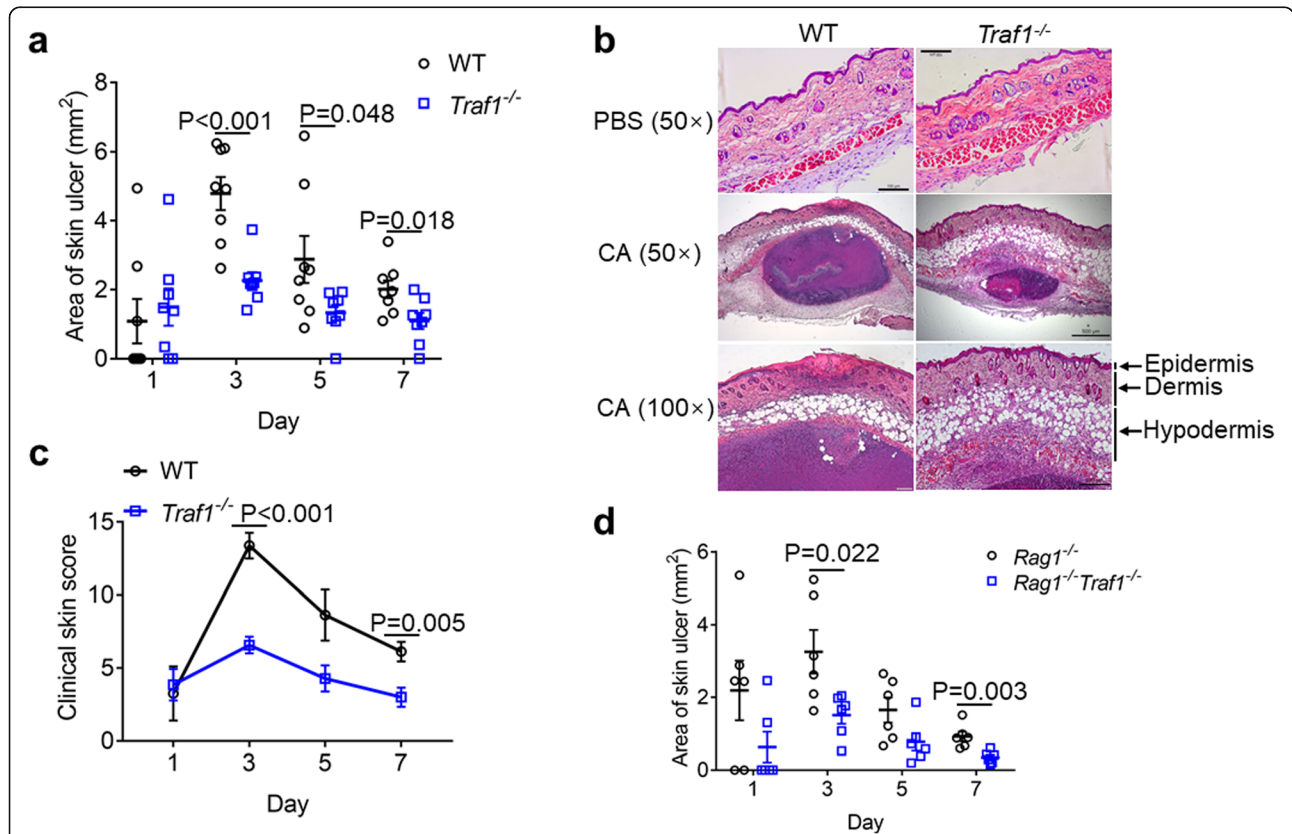 a
WT
Traf1-/-
Area of skin ulcer (mm2)
8
6
4
2
0
P<0.001
P=0.048
P=0.018
1 3 5 7
Day
b
WT Traf1-/-
PBS (50×)
CA (50×)
CA (100×)
Epidermis
Dermis
Hypodermis
c
WT
Traf1-/-
Clinical skin score
15
10
5
0
P<0.001
P=0.005
1 3 5 7
Day
d
Rag1-/-
Rag1-/-Traf1-/-
Area of skin ulcer (mm2)
6
4
2
0
P=0.022
P=0.003
1 3 5 7
Day